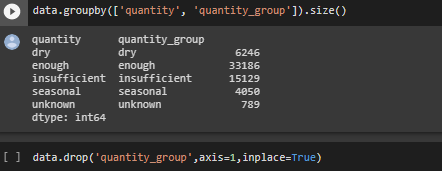 data.groupby(['quantity', 'quantity_group']).size()
quantity quantity_group
dry dry 6246
enough enough 33186
insufficient insufficient 15129
seasonal seasonal 4050
unknown unknown 789
dtype: int64
[ ] data.drop('quantity_group',axis=1,inplace=True)